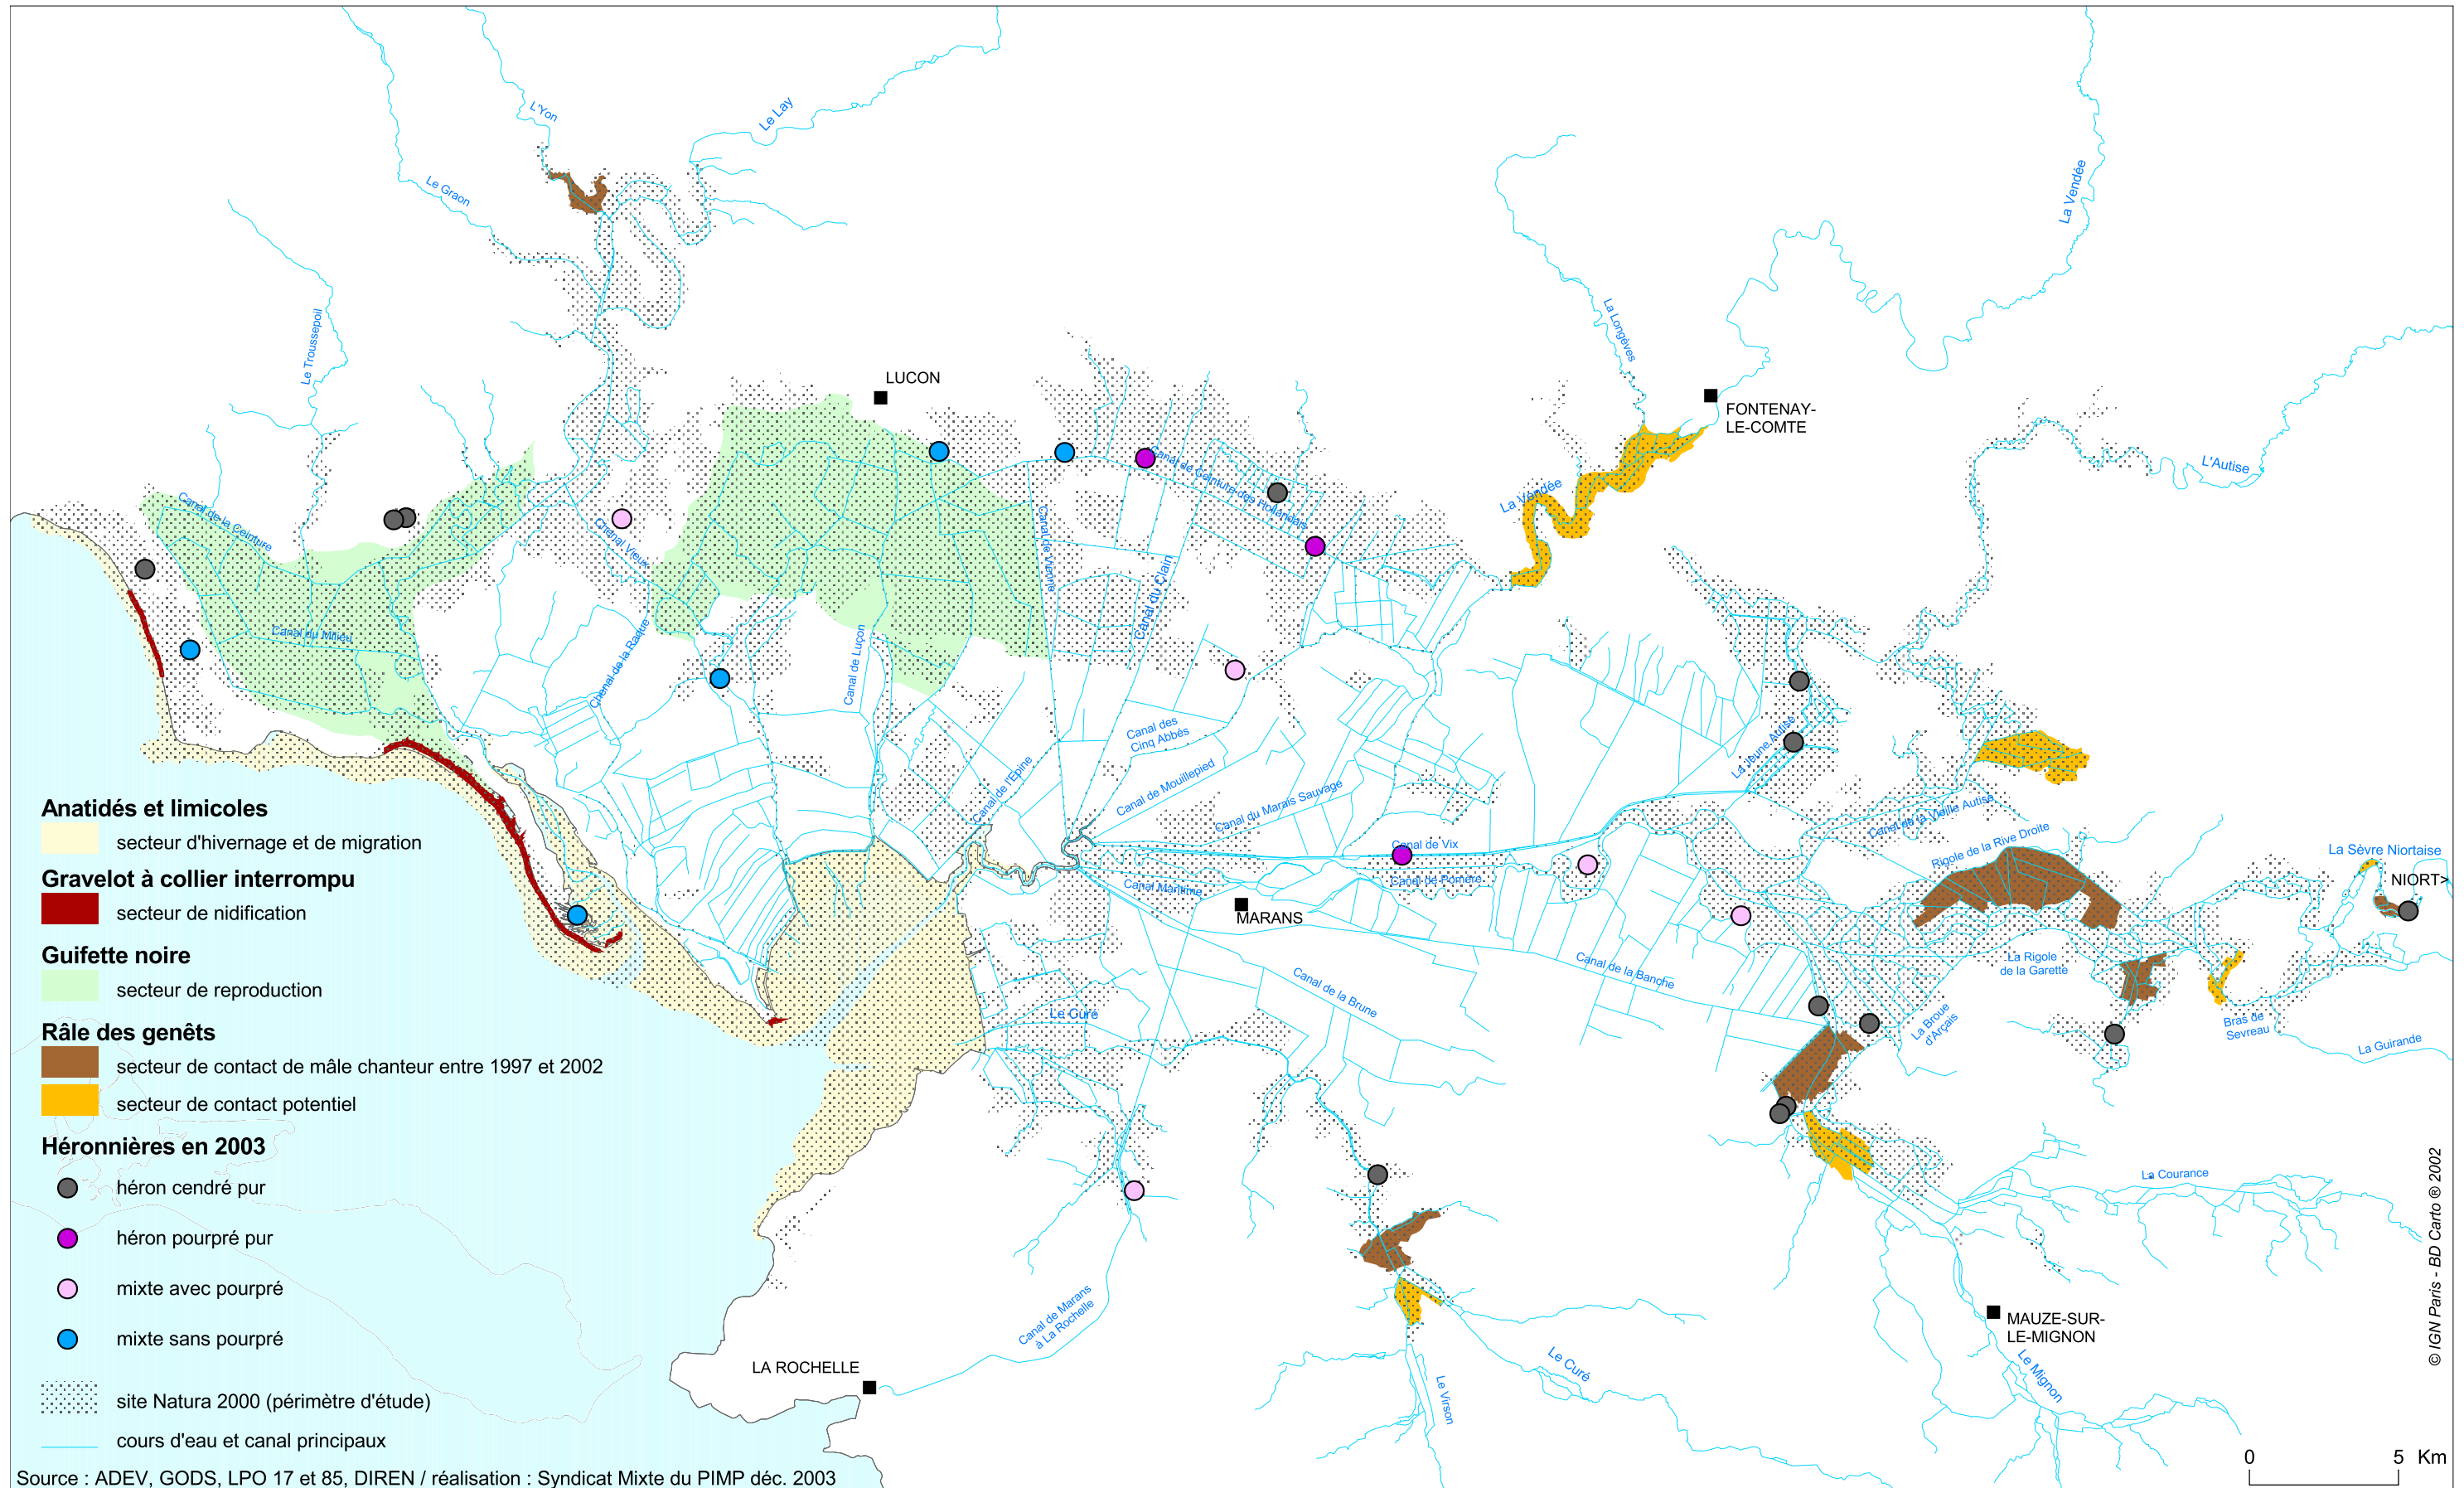 L'Yon
Le Lay
Le Graon
La Vendée
Le Troussepoil
La Longèves
LUCON
FONTENAY-
LE-COMTE
L'Autise
Canal de Ceinture des Hollandais
La Vendée
Canal de la Ceinture
Chenal Vieux
Canal de Vienne
Canal du Clain
Canal du Milieu
Chenal de la Raque
Canal de Luçon
Canal des
Cinq Abbés
La Jeune Autise
Canal de l'Epine
Canal de Mouillepied
Canal du Marais Sauvage
Canal de la Vieille Autise
Canal de Vix
Rigole de la Rive Droite
La Sèvre Niortaise
NIORT>
Canal Maritime
Canal de Pomère
MARANS
Canal de la Banche
La Rigole
de la Garette
Canal de la Brune
Le Curé
La Broue
d'Arçais
Bras de
Sevreau
La Guirande
La Courance
Canal de Marans
à La Rochelle
MAUZE-SUR-
LE-MIGNON
LA ROCHELLE
Le Curé
Le Mignon
Le Virson
Anatidés et limicoles
secteur d'hivernage et de migration
Gravelot à collier interrompu
secteur de nidification
Guifette noire
secteur de reproduction
Râle des genêts
secteur de contact de mâle chanteur entre 1997 et 2002
secteur de contact potentiel
Héronnières en 2003
héron cendré pur
héron pourpré pur
mixte avec pourpré
mixte sans pourpré
site Natura 2000 (périmètre d'étude)
cours d'eau et canal principaux
Source : ADEV, GODS, LPO 17 et 85, DIREN / réalisation : Syndicat Mixte du PIMP déc. 2003
© IGN Paris - BD Carto ® 2002
0 5 Km